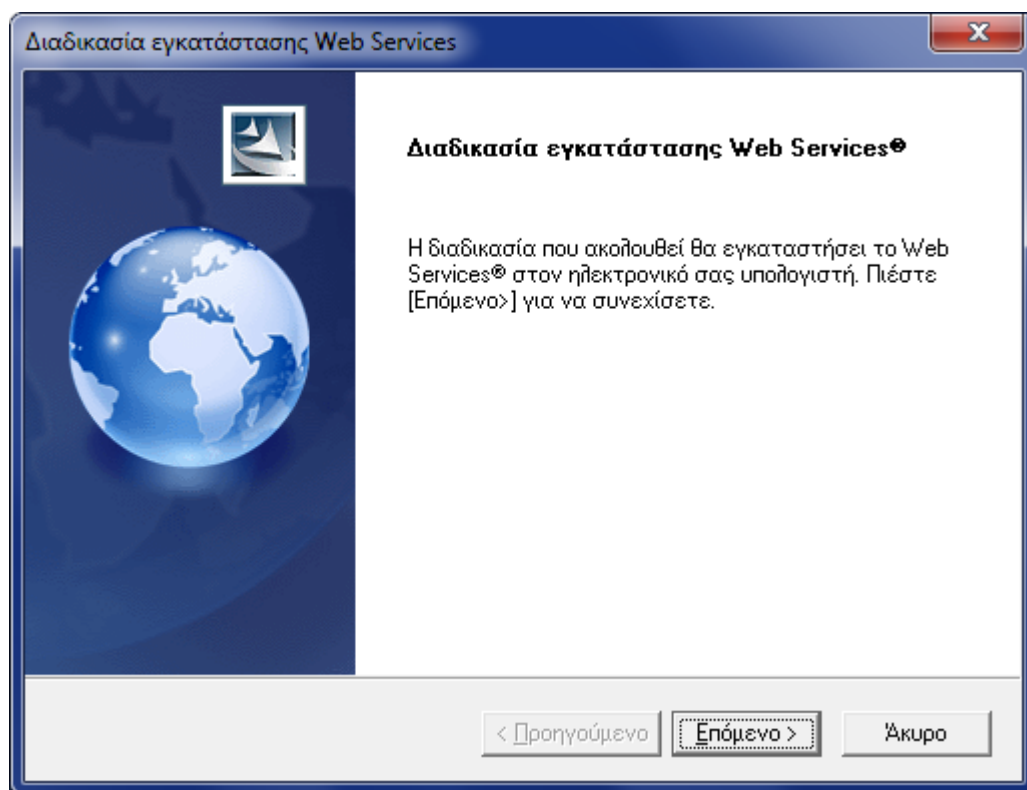 Διαδικασία εγκατάστασης Web Services
Διαδικασία εγκατάστασης Web Services®
Η διαδικασία που ακολουθεί θα εγκαταστήσει το Web
Services® στον ηλεκτρονικό σας υπολογιστή. Πιέστε
[Επόμενο>] για να συνεχίσετε.
< Προηγούμενο
Επόμενο >
Άκυρο